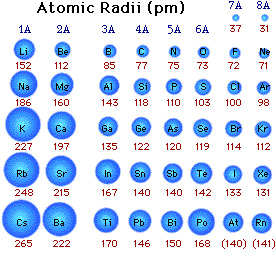 Atomic Radii (pm)
7A 8A
1A 2A 3A 4A 5A 6A 37 31
Li Be B C N O F Ne
152 112 85 77 75 73 72 71
Na Mg Al Si P S Cl Ar
186 160 143 118 110 103 100 98
K Ca Ga Ge As Se Br Kr
227 197 135 122 120 119 114 112
Rb Sr In Sn Sb Te I Xe
248 215 167 140 140 142 133 131
Cs Ba Tl Pb Bi Po At Rn
265 222 170 146 150 168 (140) (141)